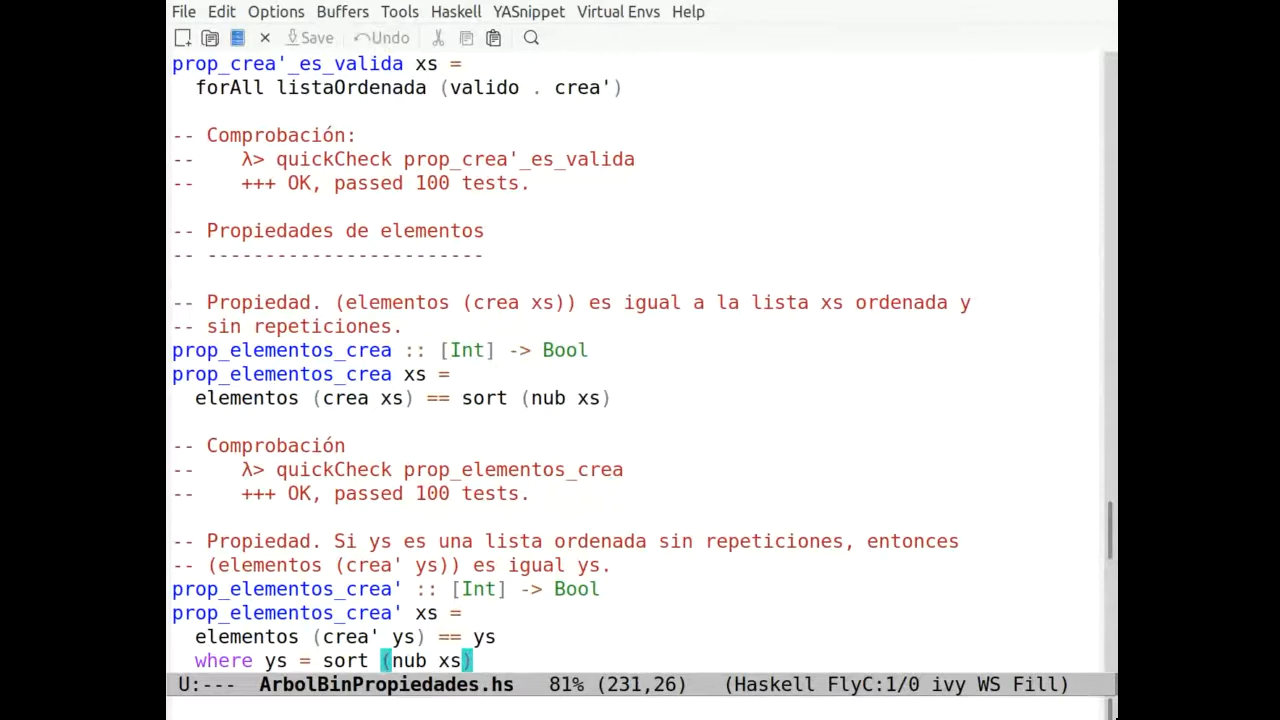 File Edit Options Buffers Tools Haskell YASnippet Virtual Envs Help
Save Undo
prop_crea'_es_valida xs =
  forAll listaOrdenada (valido . crea')
-- Comprobación:
--    λ> quickCheck prop_crea'_es_valida
--    +++ OK, passed 100 tests.
-- Propiedades de elementos
-- ------------------------
-- Propiedad. (elementos (crea xs)) es igual a la lista xs ordenada y
-- sin repeticiones.
prop_elementos_crea :: [Int] -> Bool
prop_elementos_crea xs =
  elementos (crea xs) == sort (nub xs)
-- Comprobación
--    λ> quickCheck prop_elementos_crea
--    +++ OK, passed 100 tests.
-- Propiedad. Si ys es una lista ordenada sin repeticiones, entonces
-- (elementos (crea' ys)) es igual ys.
prop_elementos_crea' :: [Int] -> Bool
prop_elementos_crea' xs =
  elementos (crea' ys) == ys
  where ys = sort (nub xs)
U:--- ArbolBinPropiedades.hs 81% (231,26) (Haskell FlyC:1/0 ivy WS Fill)